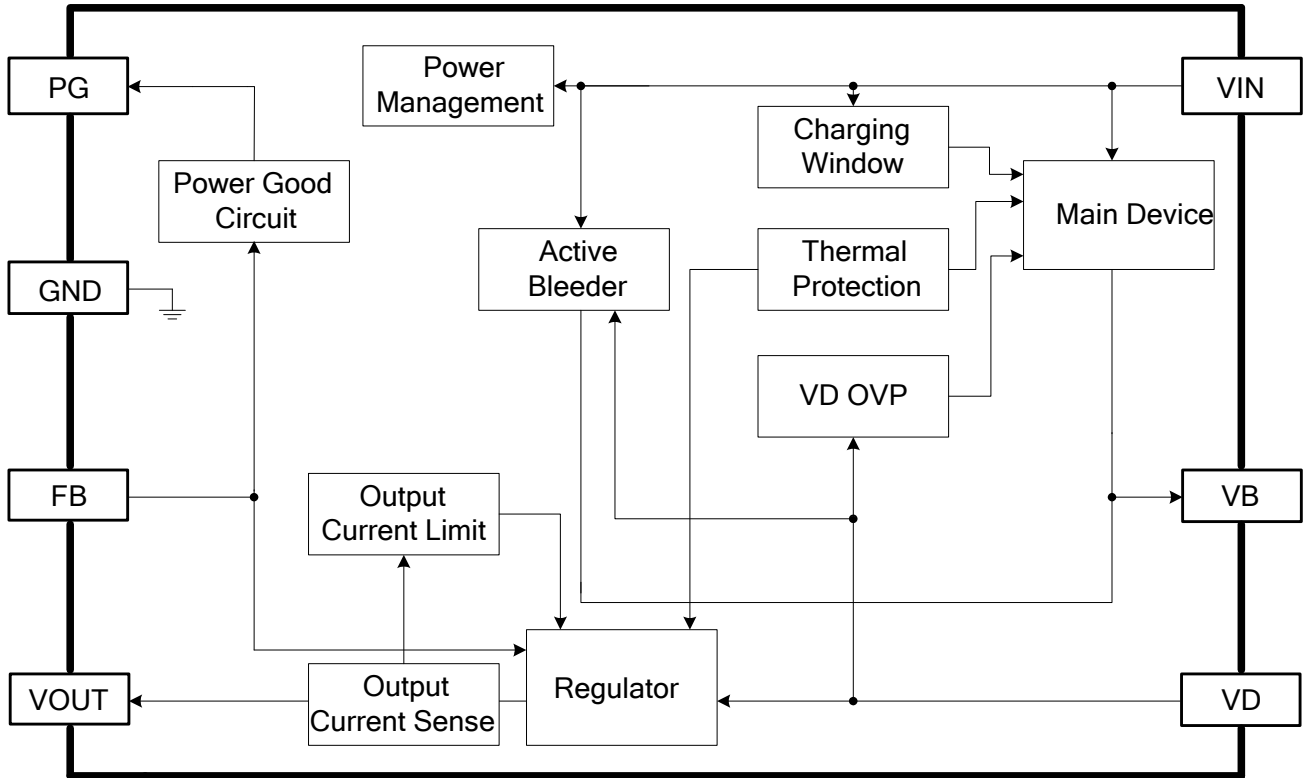 PG
Power
Management
VIN
Charging
Window
Power Good
Circuit
Main Device
Active
Bleeder
Thermal
Protection
GND
VD OVP
FB
Output
Current Limit
VB
VOUT
Output
Current Sense
Regulator
VD